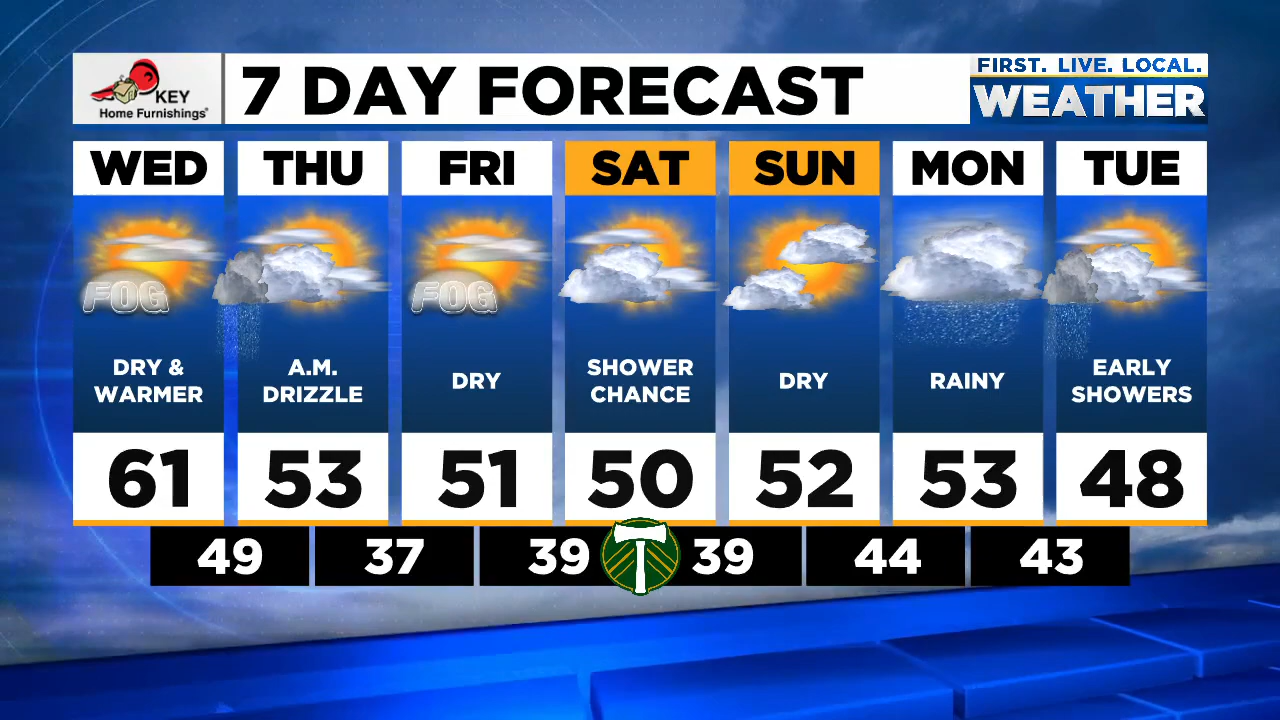 KEY
Home Furnishings®
7 DAY FORECAST
FIRST. LIVE. LOCAL.
WEATHER
WED THU FRI SAT SUN MON TUE
FOG FOG
DRY &
WARMER
A.M.
DRIZZLE
DRY
SHOWER
CHANCE
DRY
RAINY
EARLY
SHOWERS
61 53 51 50 52 53 48
49 37 39 39 44 43